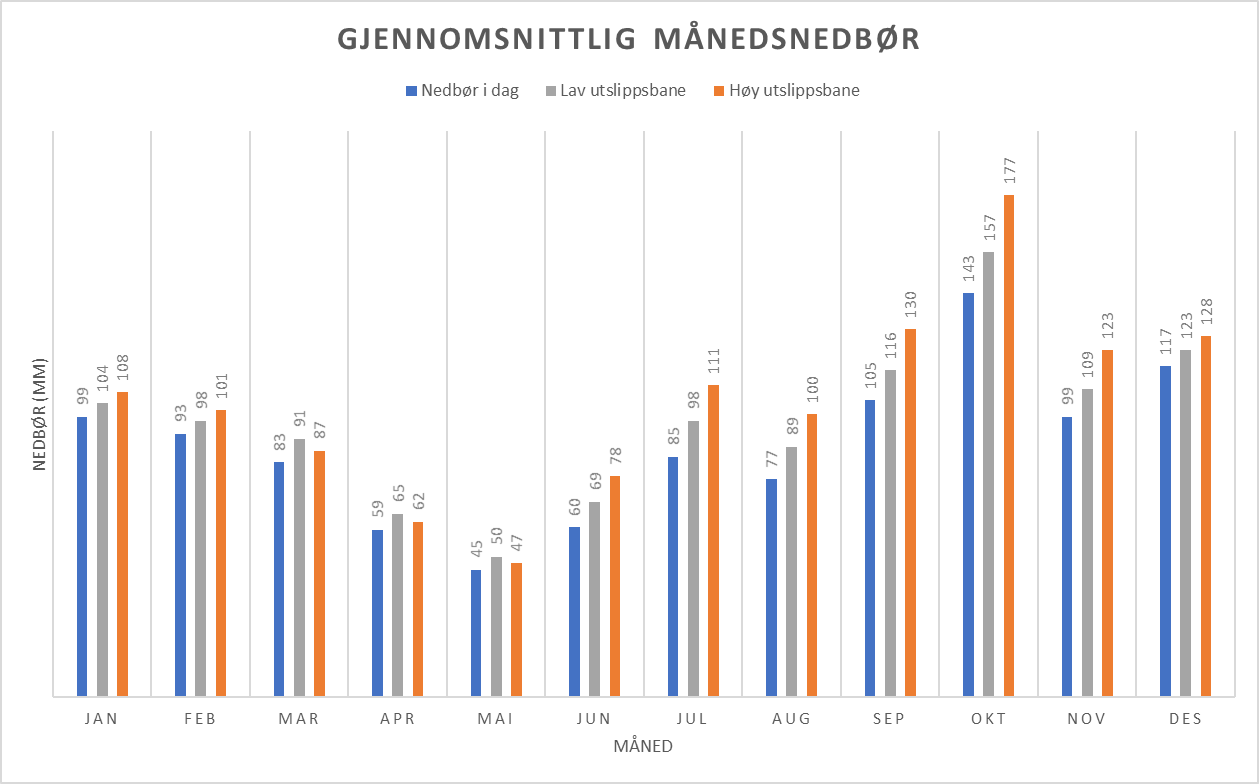 GJENNOMSNITTLIG MÅNEDSNEDBØR
Nedbør i dag Lav utslippsbane Høy utslippsbane
NEDBØR (MM)
99 104 108
93 98 101
83 91 87
59 65 62
45 50 47
60 69 78
85 98 111
77 89 100
105 116 130
143 157 177
99 109 123
117 123 128
JAN FEB MAR APR MAI JUN JUL AUG SEP OKT NOV DES
MÅNED